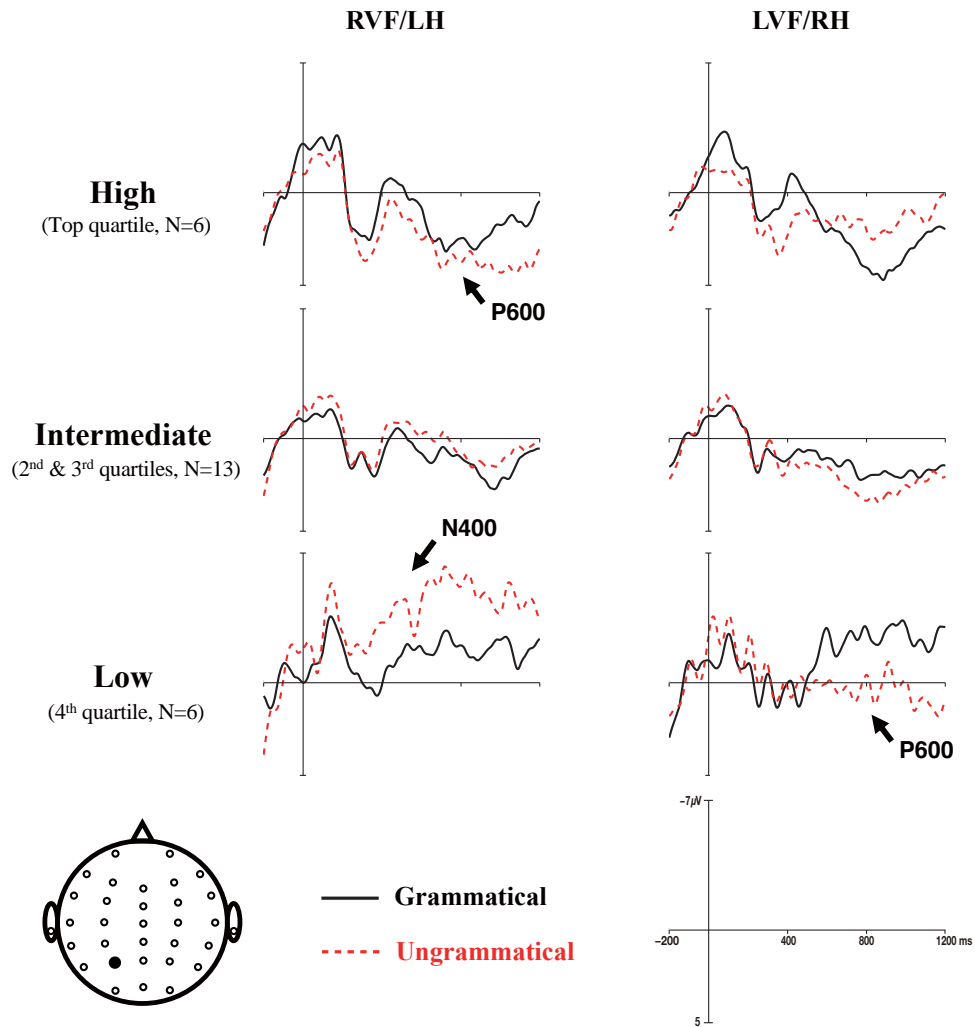 RVF/LH
LVF/RH
High
(Top quartile, N=6)
P600
Intermediate
(2nd & 3rd quartiles, N=13)
N400
Low
(4th quartile, N=6)
P600
−7μV
Grammatical
−200
400
800
1200 ms
Ungrammatical
5